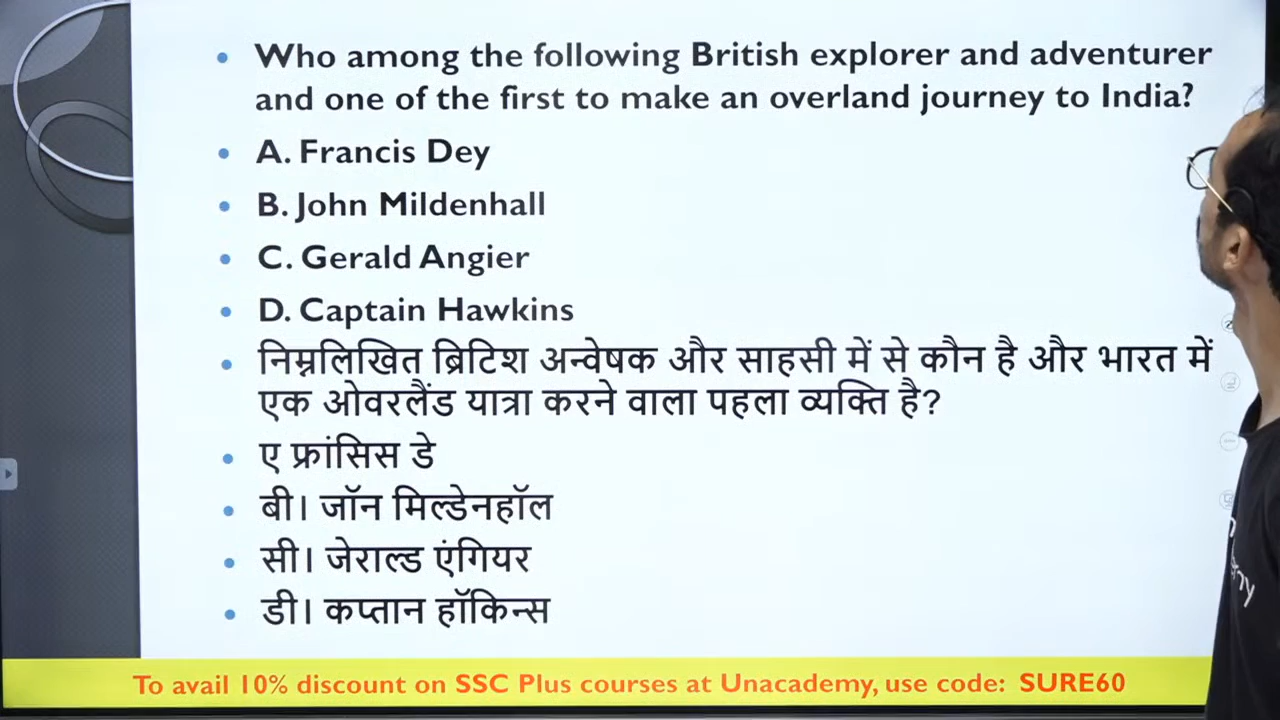 Who among the following British explorer and adventurer
and one of the first to make an overland journey to India?
A. Francis Dey
B. John Mildenhall
C. Gerald Angier
D. Captain Hawkins
निम्नलिखित ब्रिटिश अन्वेषक और साहसी में से कौन है और भारत में
एक ओवरलैंड यात्रा करने वाला पहला व्यक्ति है?
ए फ्रांसिस डे
बी। जॉन मिल्डेनहॉल
सी। जेराल्ड एंगियर
डी। कप्तान हॉकिन्स
To avail 10% discount on SSC Plus courses at Unacademy, use code: SURE60